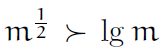 m^{1/2} ≻ lg m